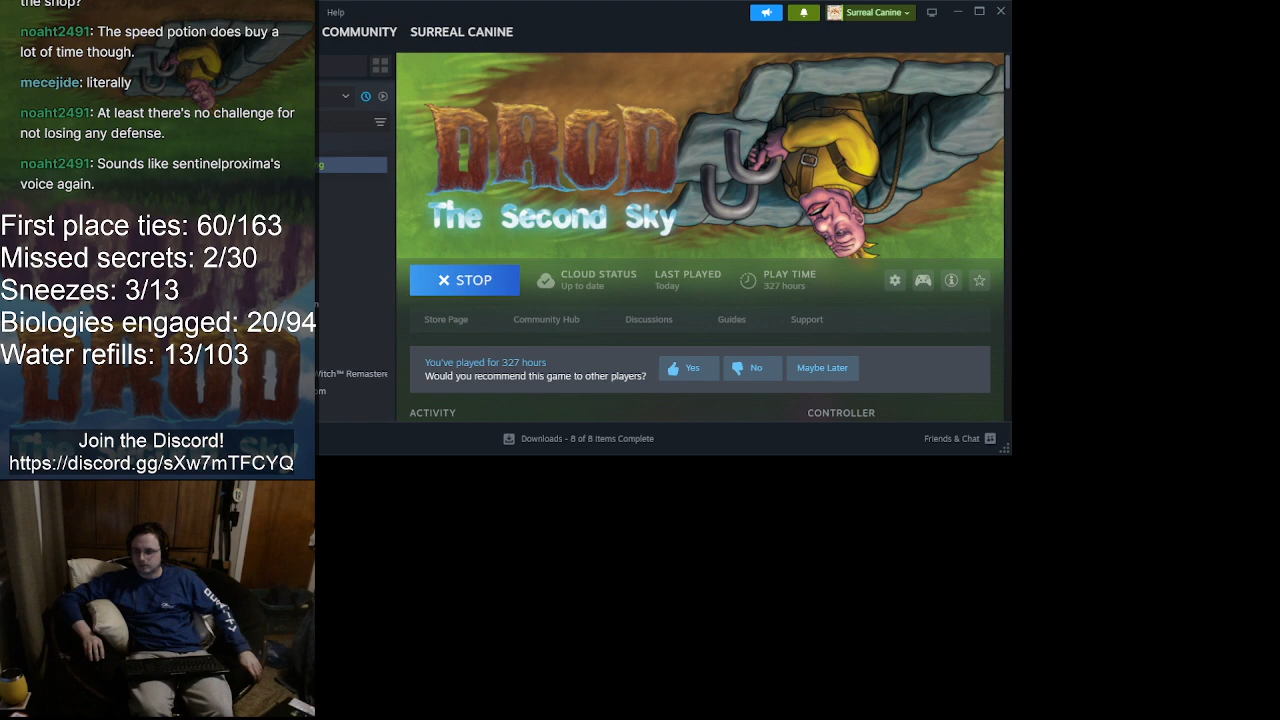 the shop?
noaht2491: The speed potion does buy a
lot of time though.
mecejide: literally
noaht2491: At least there's no challenge for
not losing any defense.
noaht2491: Sounds like sentinelproxima's
voice again.
First place ties: 60/163
Missed secrets: 2/30
Sneezes: 3/13
Biologies engaged: 20/94
Water refills: 13/103
Join the Discord!
https://discord.gg/sXw7mTFCYQ
Help
Surreal Canine
COMMUNITY
SURREAL CANINE
g
DROD
The Second Sky
STOP
CLOUD STATUS
Up to date
LAST PLAYED
Today
PLAY TIME
327 hours
Store Page
Community Hub
Discussions
Guides
Support
You've played for 327 hours
Would you recommend this game to other players?
Yes
No
Maybe Later
Witch™ Remastere
om
ACTIVITY
CONTROLLER
Downloads - 8 of 8 Items Complete
Friends & Chat